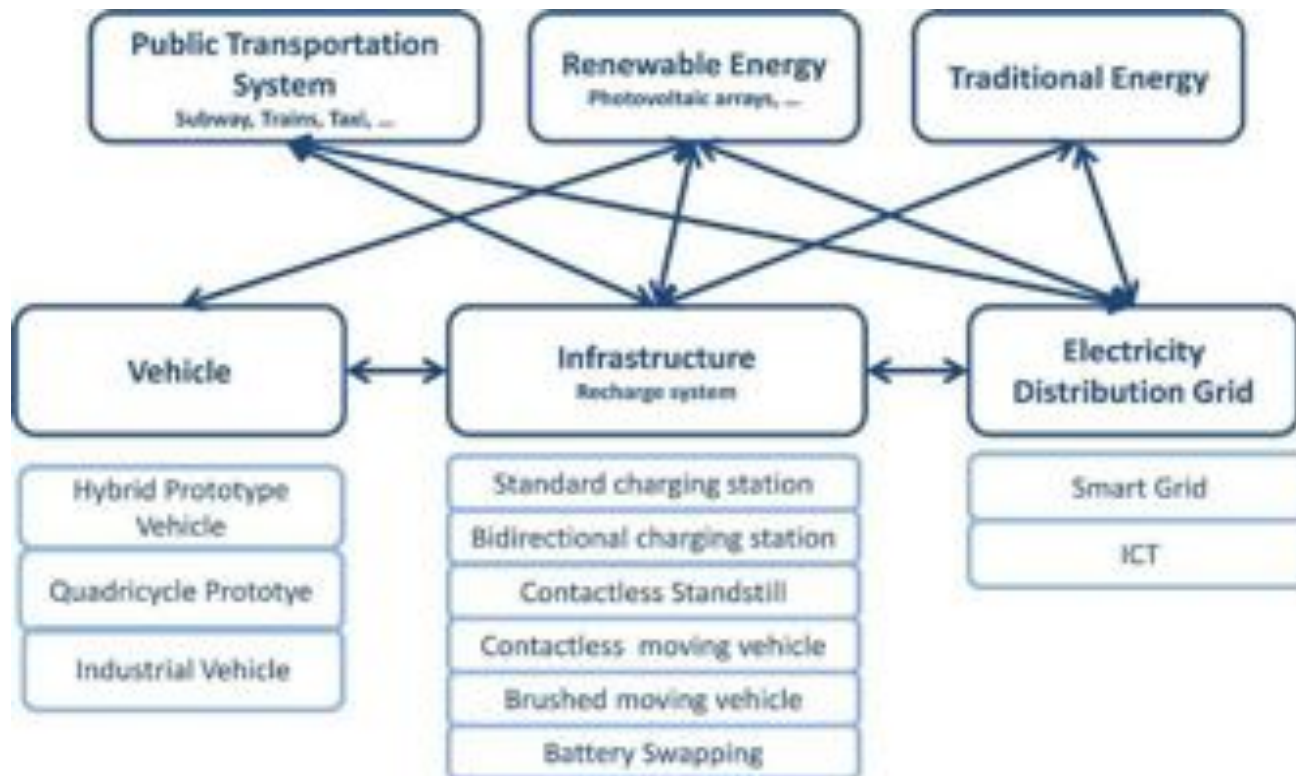 Public Transportation
System
Subway, Trains, Taxi, ...
Renewable Energy
Photovoltaic arrays, ...
Traditional Energy
Vehicle
Infrastructure
Recharge system
Electricity
Distribution Grid
Hybrid Prototype
Vehicle
Quadricycle Prototye
Industrial Vehicle
Standard charging station
Bidirectional charging station
Contactless Standstill
Contactless moving vehicle
Brushed moving vehicle
Battery Swapping
Smart Grid
ICT